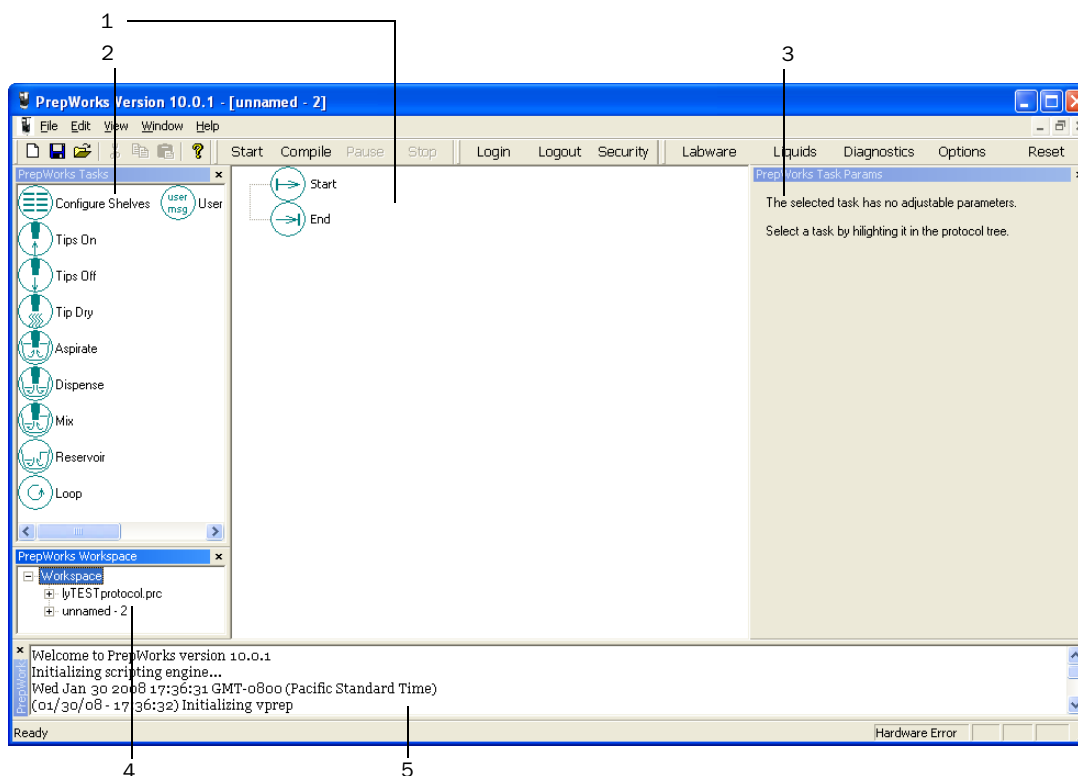 1
2
3
PrepWorks Version 10.0.1 - [unnamed - 2]
File Edit View Window Help
Start Compile Pause Stop Login Logout Security Labware Liquids Diagnostics Options Reset
PrepWorks Tasks
Configure Shelves
user msg
User
Tips On
Tips Off
Tip Dry
Aspirate
Dispense
Mix
Reservoir
Loop
Start
End
PrepWorks Task Params
The selected task has no adjustable parameters.
Select a task by hilighting it in the protocol tree.
PrepWorks Workspace
Workspace
lyTESTprotocol.prc
unnamed - 2
PrepWork
Welcome to PrepWorks version 10.0.1
Initializing scripting engine...
Wed Jan 30 2008 17:36:31 GMT-0800 (Pacific Standard Time)
(01/30/08 - 17:36:32) Initializing vprep
Ready
Hardware Error
4
5